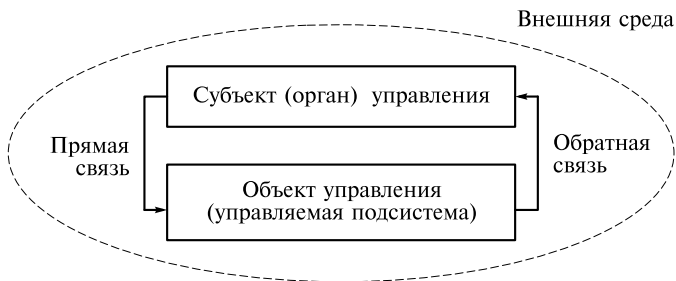 Внешняя среда
Субъект (орган) управления
Прямая
связь
Обратная
связь
Объект управления
(управляемая подсистема)